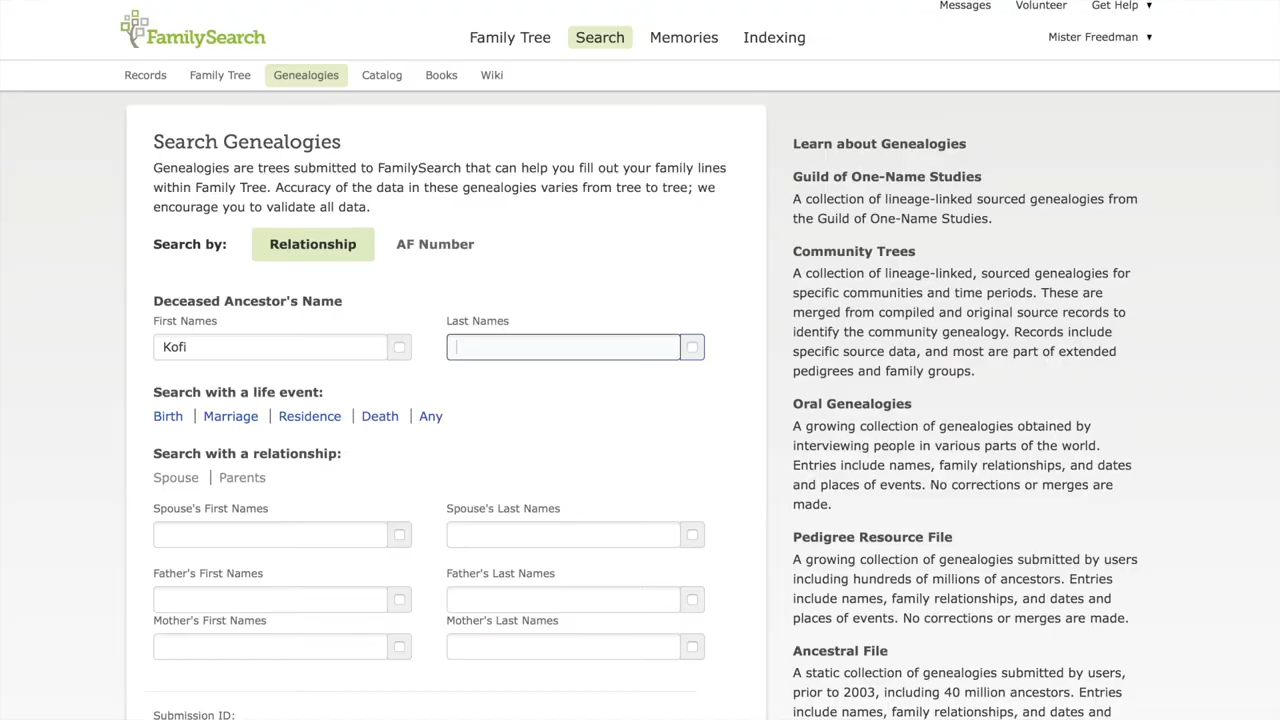 Messages Volunteer Get Help ▼
FamilySearch
Family Tree Search Memories Indexing
Mister Freedman ▼
Records Family Tree Genealogies Catalog Books Wiki
Search Genealogies
Genealogies are trees submitted to FamilySearch that can help you fill out your family lines
within Family Tree. Accuracy of the data in these genealogies varies from tree to tree; we
encourage you to validate all data.
Search by: Relationship AF Number
Deceased Ancestor's Name
First Names Last Names
Kofi
Search with a life event:
Birth | Marriage | Residence | Death | Any
Search with a relationship:
Spouse | Parents
Spouse's First Names Spouse's Last Names
Father's First Names Father's Last Names
Mother's First Names Mother's Last Names
Submission ID:
Learn about Genealogies
Guild of One-Name Studies
A collection of lineage-linked sourced genealogies from
the Guild of One-Name Studies.
Community Trees
A collection of lineage-linked, sourced genealogies for
specific communities and time periods. These are
merged from compiled and original source records to
identify the community genealogy. Records include
specific source data, and most are part of extended
pedigrees and family groups.
Oral Genealogies
A growing collection of genealogies obtained by
interviewing people in various parts of the world.
Entries include names, family relationships, and dates
and places of events. No corrections or merges are
made.
Pedigree Resource File
A growing collection of genealogies submitted by users
including hundreds of millions of ancestors. Entries
include names, family relationships, and dates and
places of events. No corrections or merges are made.
Ancestral File
A static collection of genealogies submitted by users,
prior to 2003, including 40 million ancestors. Entries
include names, family relationships, and dates and